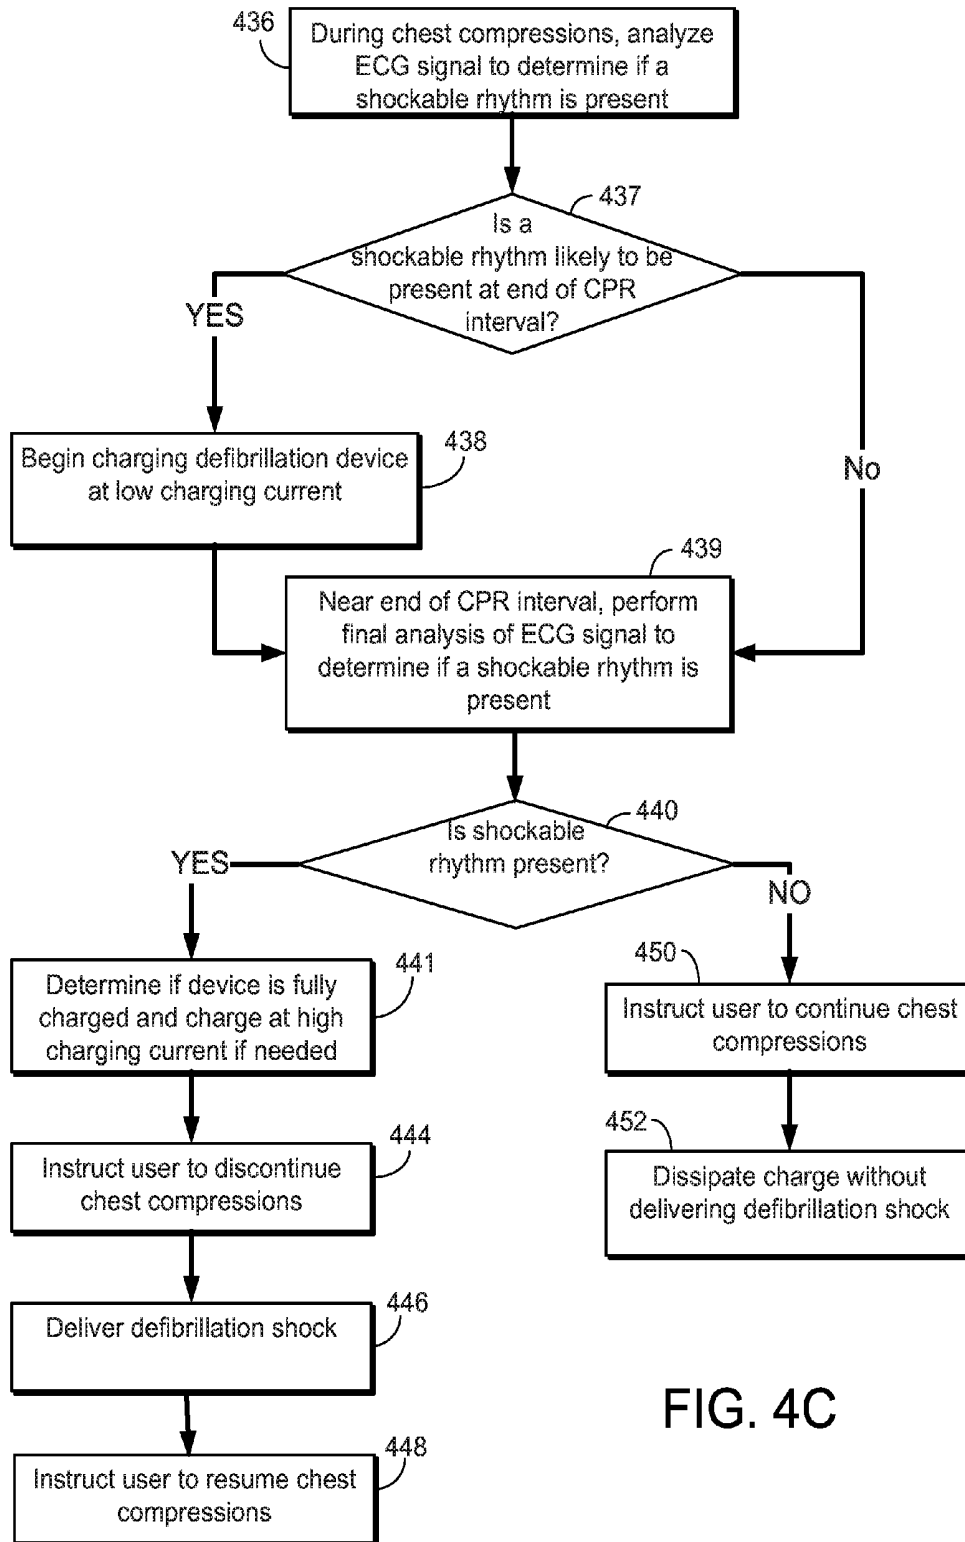 436
During chest compressions, analyze
ECG signal to determine if a
shockable rhythm is present
437
Is a
shockable rhythm likely to be
present at end of CPR
interval?
YES
No
438
Begin charging defibrillation device
at low charging current
439
Near end of CPR interval, perform
final analysis of ECG signal to
determine if a shockable rhythm is
present
440
Is shockable
rhythm present?
YES
NO
441
Determine if device is fully
charged and charge at high
charging current if needed
450
Instruct user to continue chest
compressions
444
Instruct user to discontinue
chest compressions
452
Dissipate charge without
delivering defibrillation shock
446
Deliver defibrillation shock
448
Instruct user to resume chest
compressions
FIG. 4C